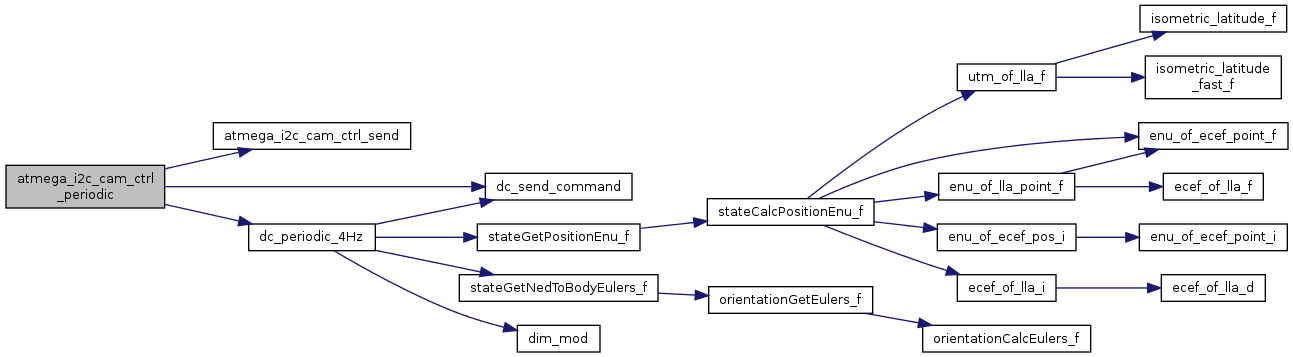 atmega_i2c_cam_ctrl
_periodic
atmega_i2c_cam_ctrl_send
dc_send_command
dc_periodic_4Hz
stateGetPositionEnu_f
stateGetNedToBodyEulers_f
dim_mod
stateCalcPositionEnu_f
orientationGetEulers_f
orientationCalcEulers_f
utm_of_lla_f
isometric_latitude_f
isometric_latitude
_fast_f
enu_of_ecef_point_f
enu_of_lla_point_f
ecef_of_lla_f
enu_of_ecef_pos_i
enu_of_ecef_point_i
ecef_of_lla_i
ecef_of_lla_d